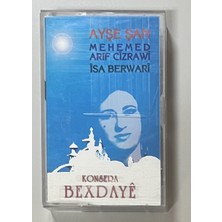 AYŞE ŞAN
MEHEMED
ARIF CIZRAWÎ
ÎSA BERWARÎ
KONSERA
BEXDAYÊ